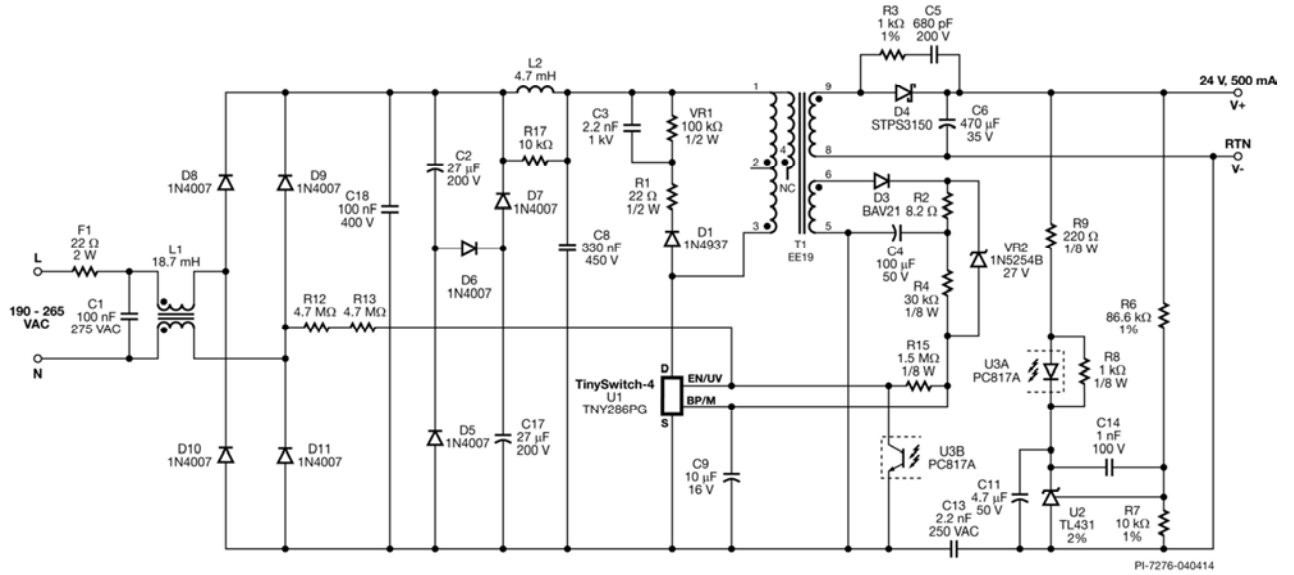 R3
1 kΩ
1%
C5
680 pF
200 V
L2
4.7 mH
1
9
D4
STPS3150
C6
470 μF
35 V
24 V, 500 mA
V+
RTN
V-
C3
2.2 nF
1 kV
VR1
100 kΩ
1/2 W
R17
10 kΩ
C2
27 μF
200 V
D8
1N4007
D9
1N4007
C18
100 nF
400 V
D7
1N4007
R1
22 Ω
1/2 W
2
4
NC
8
6
D3
BAV21
R2
8.2 Ω
3
5
T1
EE19
C4
100 μF
50 V
VR2
1N5254B
27 V
R9
220 Ω
1/8 W
F1
22 Ω
2 W
L
L1
18.7 mH
D6
1N4007
C8
330 nF
450 V
D1
1N4937
R4
30 kΩ
1/8 W
190 - 265
VAC
C1
100 nF
275 VAC
R12
4.7 MΩ
R13
4.7 MΩ
R6
86.6 kΩ
1%
N
R15
1.5 MΩ
1/8 W
U3A
PC817A
R8
1 kΩ
1/8 W
D
EN/UV
TinySwitch-4
U1
TNY286PG
BP/M
S
D10
1N4007
D11
1N4007
D5
1N4007
C17
27 μF
200 V
C9
10 μF
16 V
U3B
PC817A
C14
1 nF
100 V
C13
2.2 nF
250 VAC
C11
4.7 μF
50 V
U2
TL431
2%
R7
10 kΩ
1%
PI-7276-040414